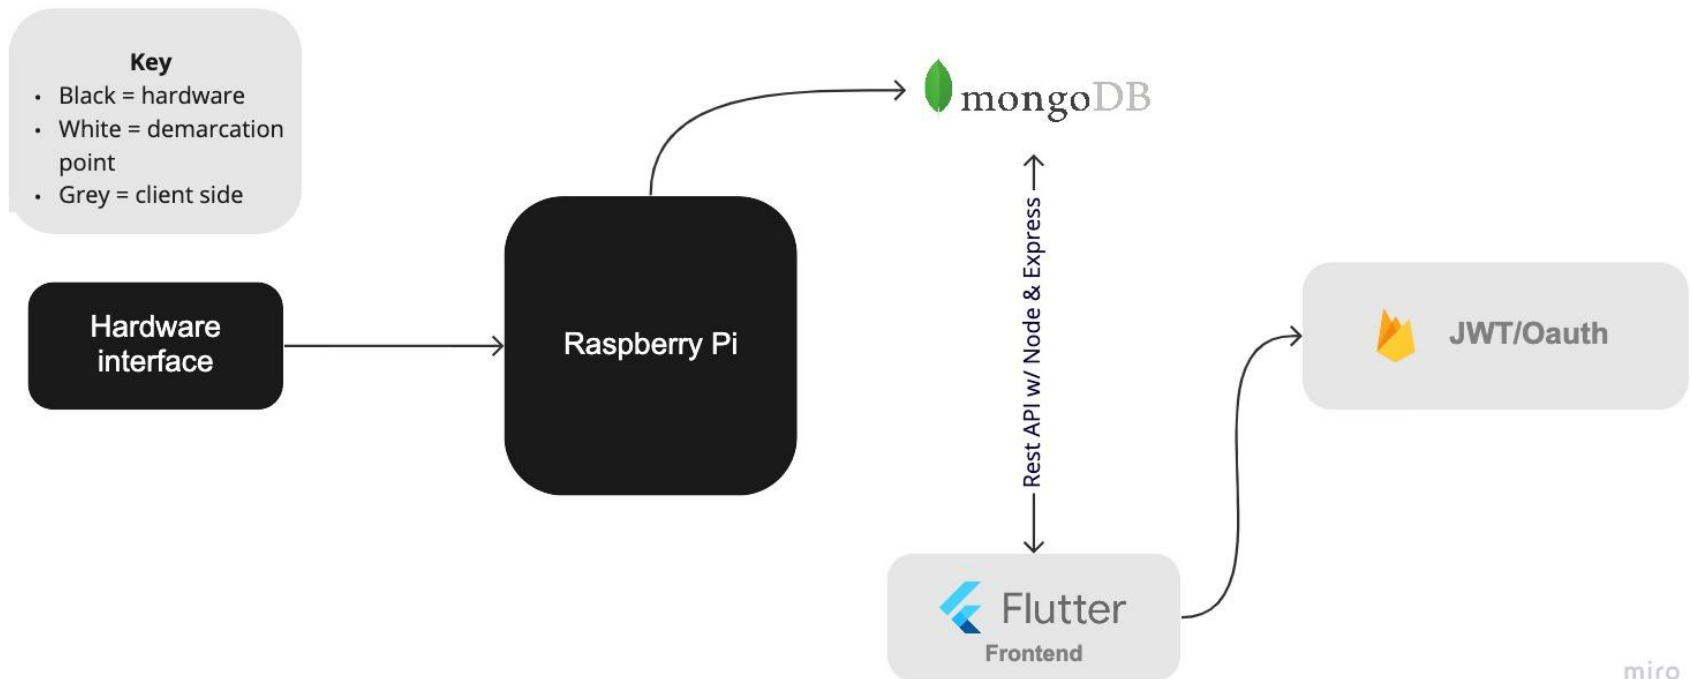 Key
• Black = hardware
• White = demarcation
point
• Grey = client side
mongoDB
Hardware
interface
Raspberry Pi
Rest API w/ Node & Express
JWT/Oauth
Flutter
Frontend
miro